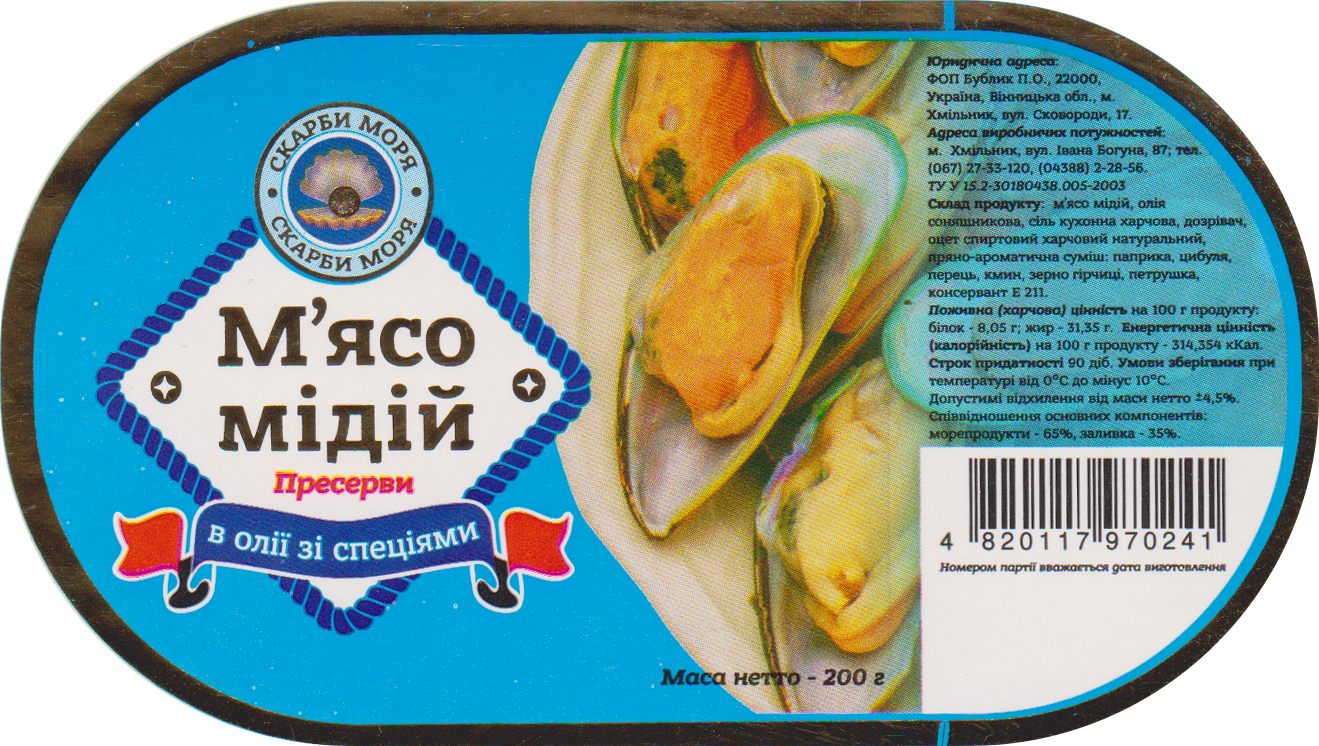 СКАРБИ МОРЯ
СКАРБИ МОРЯ
М’ясо
мідій
Пресерви
в олії зі спеціями
Маса нетто - 200 г
Юридична адреса:
ФОП Бублик П.О., 22000,
Україна, Вінницька обл., м.
Хмільник, вул. Сковороди, 17.
Адреса виробничих потужностей:
м. Хмільник, вул. Івана Богуна, 87; тел.
(067) 27-33-120, (04388) 2-28-56.
ТУ У 15.2-30180438.005-2003
Склад продукту: м'ясо мідій, олія
соняшникова, сіль кухонна харчова, дозрівач,
оцет спиртовий харчовий натуральний,
пряно-ароматична суміш: паприка, цибуля,
перець, кмин, зерно гірчиці, петрушка,
консервант Е 211.
Поживна (харчова) цінність на 100 г продукту:
білок - 8,05 г; жир - 31,35 г. Енергетична цінність
(калорійність) на 100 г продукту - 314,354 кКал.
Строк придатності 90 діб. Умови зберігання при
температурі від 0°С до мінус 10°С.
Допустимі відхилення від маси нетто ±4,5%.
Співвідношення основних компонентів:
морепродукти - 65%, заливка - 35%.
4 820117 970241
Номером партії вважається дата виготовлення